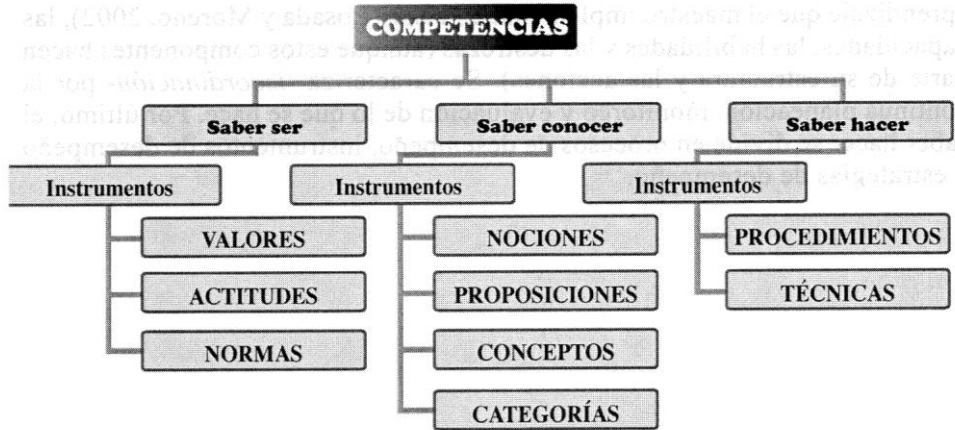 COMPETENCIAS
Saber ser
Saber conocer
Saber hacer
Instrumentos
Instrumentos
Instrumentos
VALORES
NOCIONES
PROCEDIMIENTOS
ACTITUDES
PROPOSICIONES
TÉCNICAS
NORMAS
CONCEPTOS
CATEGORÍAS